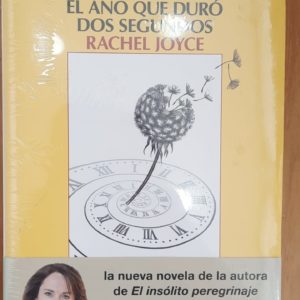 EL AÑO QUE DURÓ
DOS SEGUNDOS
RACHEL JOYCE
la nueva novela de la autora
de El insólito peregrinaje